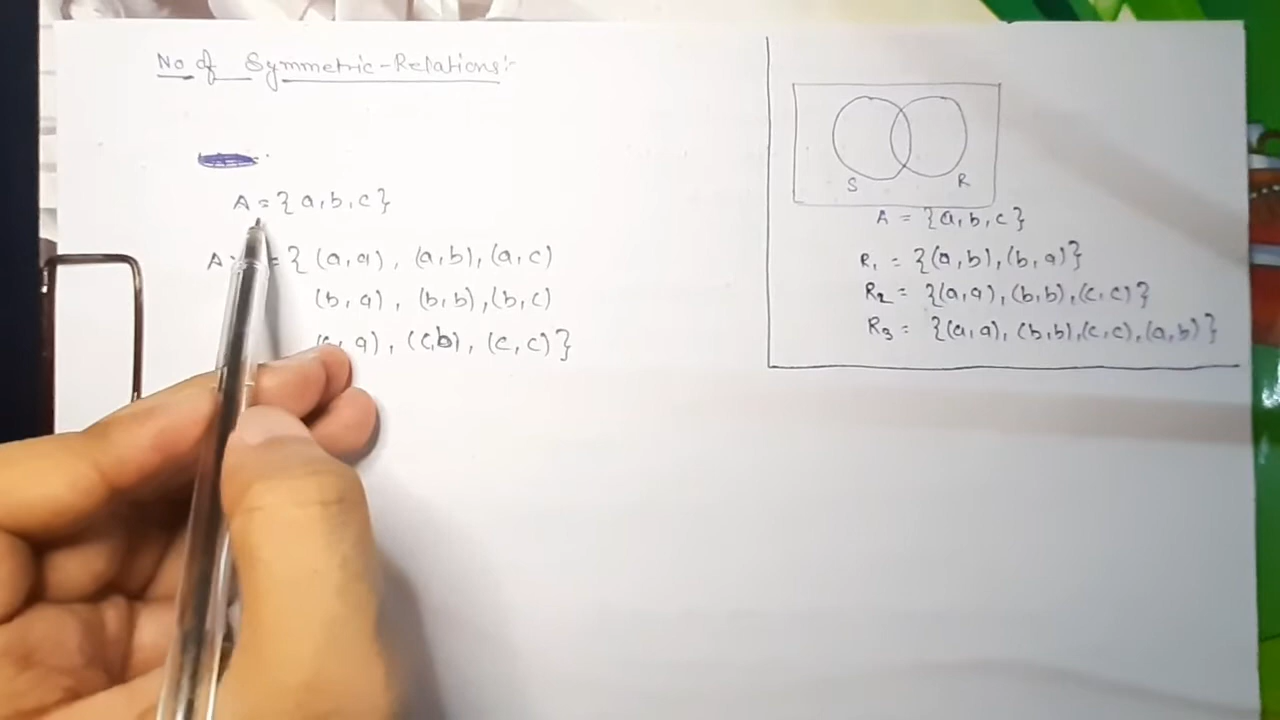 No of Symmetric-Relations:-
A = {a, b, c}
A = { (a, a), (a, b), (a, c)
(b, a), (b, b), (b, c)
a), (c, b), (c, c)}
S R
A = {a, b, c}
R₁ = {(a, b), (b, a)}
R₂ = {(a, a), (b, b), (c, c)}
R₃ = {(a, a), (b, b), (c, c), (a, b)}